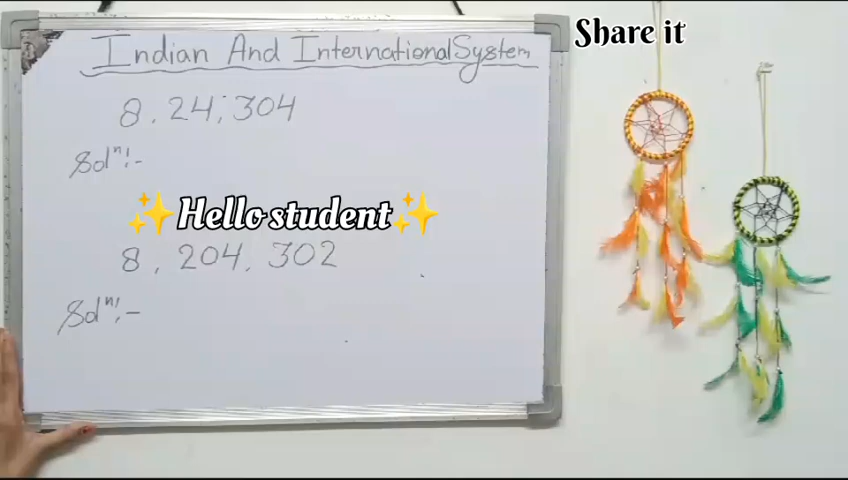 Share it
Indian And International System
8, 24, 304
Solⁿ:-
✨Hello student✨
8, 204, 302
Solⁿ:-